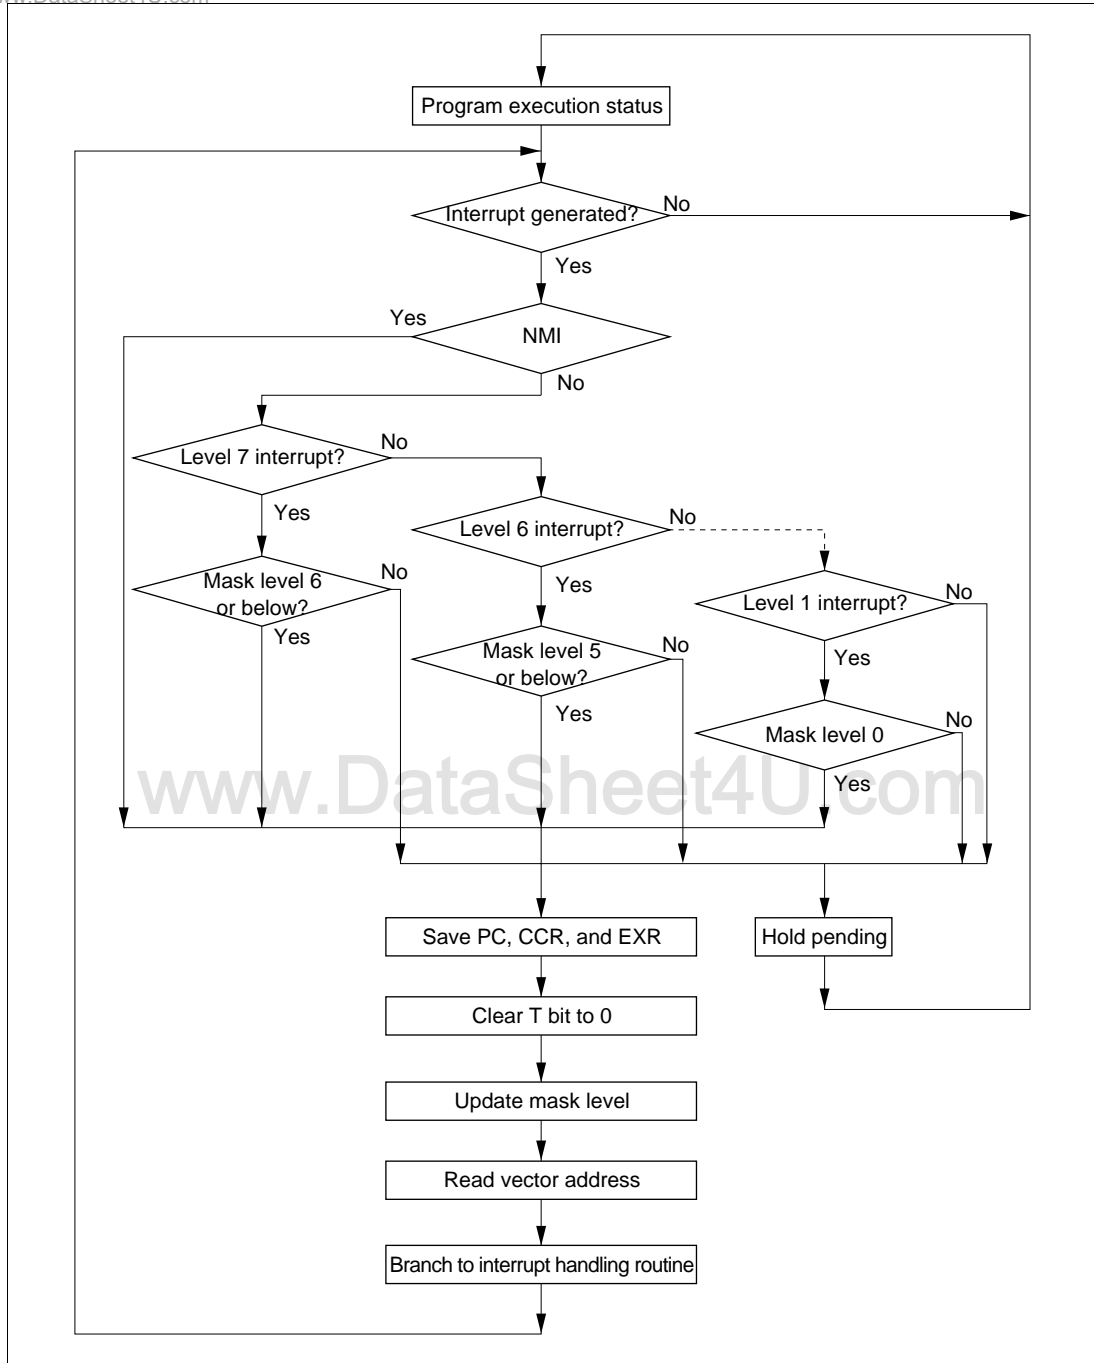 www.DataSheet4U.com
Program execution status
Interrupt generated?
No
Yes
Yes
NMI
No
Level 7 interrupt?
No
Yes
Level 6 interrupt?
No
Mask level 6
or below?
No
Yes
Level 1 interrupt?
No
Yes
Mask level 5
or below?
No
Yes
Yes
Mask level 0
No
Yes
www.DataSheet4U.com
Save PC, CCR, and EXR
Hold pending
Clear T bit to 0
Update mask level
Read vector address
Branch to interrupt handling routine